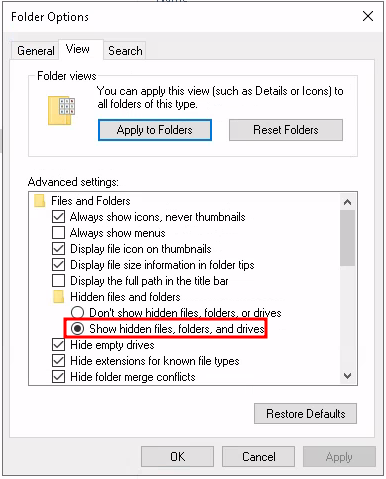 Folder Options
General
View
Search
Folder views
You can apply this view (such as Details or Icons) to
all folders of this type.
Apply to Folders
Reset Folders
Advanced settings:
Files and Folders
Always show icons, never thumbnails
Always show menus
Display file icon on thumbnails
Display file size information in folder tips
Display the full path in the title bar
Hidden files and folders
Don't show hidden files, folders, or drives
Show hidden files, folders, and drives
Hide empty drives
Hide extensions for known file types
Hide folder merge conflicts
Restore Defaults
OK
Cancel
Apply